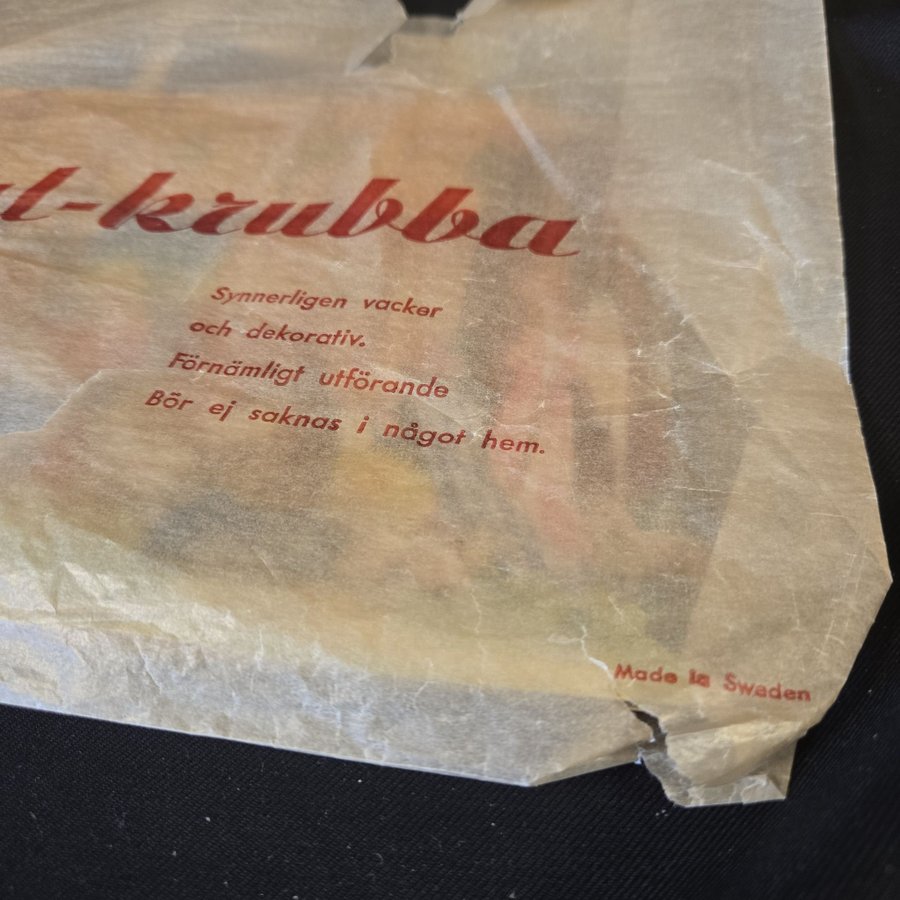 l-krubba
Synnerligen vacker
och dekorativ.
Förnämligt utförande
Bör ej saknas i något hem.
Made in Sweden